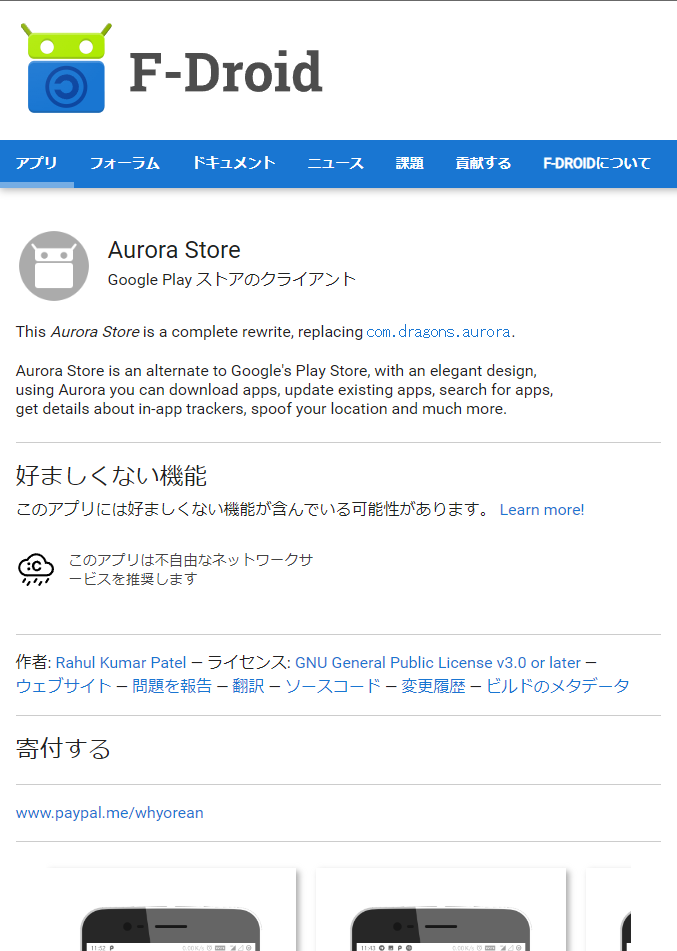 F-Droid
アプリ フォーラム ドキュメント ニュース 課題 貢献する F-DROIDについて
Aurora Store
Google Play ストアのクライアント
This Aurora Store is a complete rewrite, replacing com.dragons.aurora.
Aurora Store is an alternate to Google's Play Store, with an elegant design,
using Aurora you can download apps, update existing apps, search for apps,
get details about in-app trackers, spoof your location and much more.
好ましくない機能
このアプリには好ましくない機能が含んでいる可能性があります。 Learn more!
:C
このアプリは不自由なネットワークサ
ービスを推奨します
作者: Rahul Kumar Patel – ライセンス: GNU General Public License v3.0 or later –
ウェブサイト – 問題を報告 – 翻訳 – ソースコード – 変更履歴 – ビルドのメタデータ
寄付する
www.paypal.me/whyorean
11:52
11:43